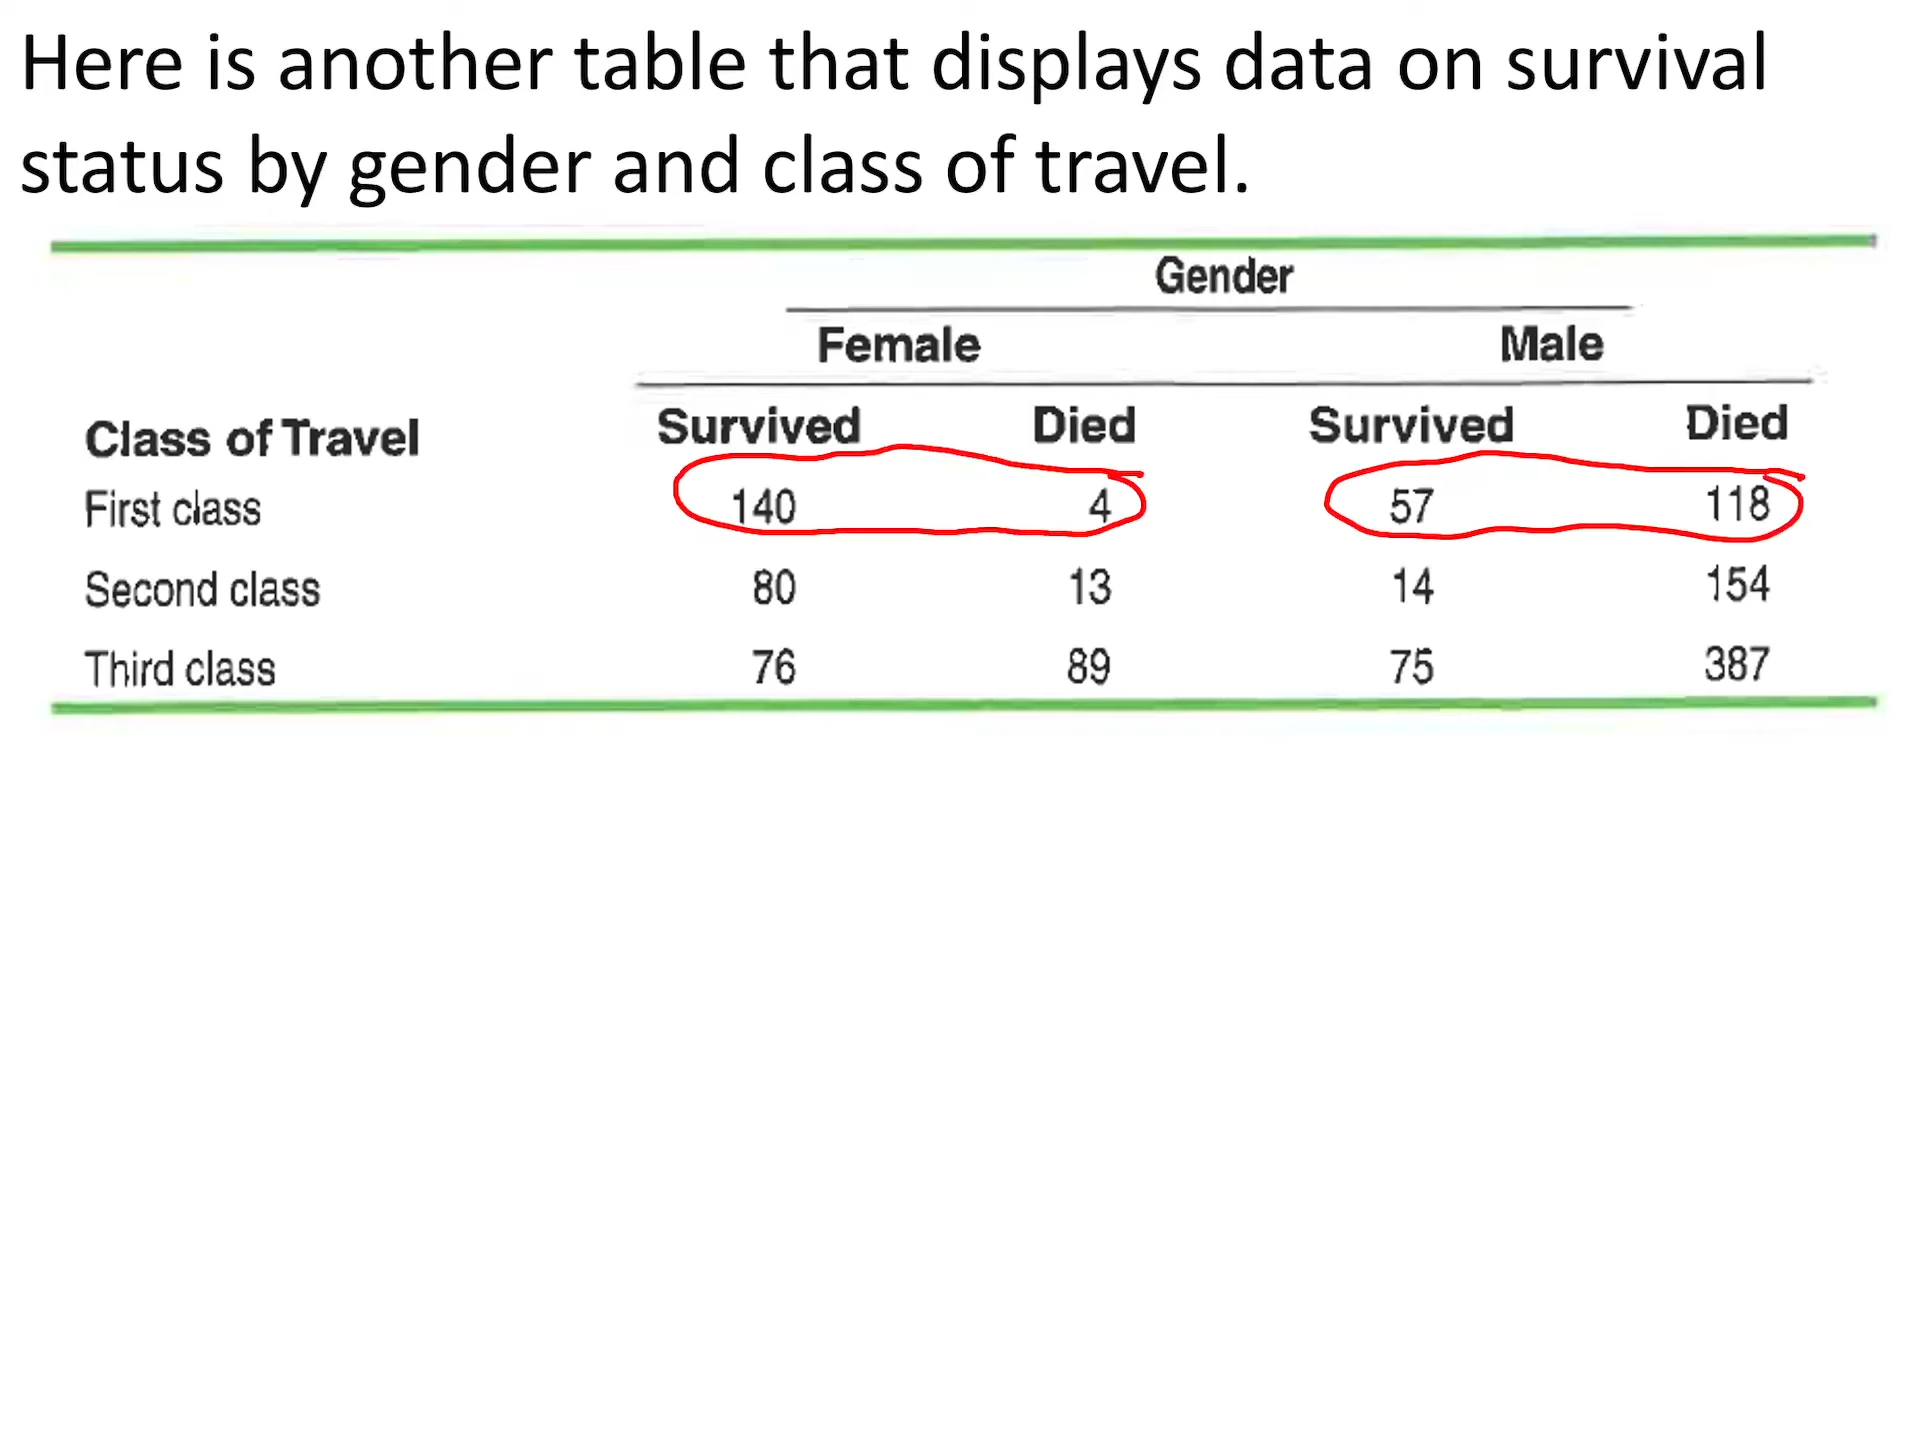 Here is another table that displays data on survival
status by gender and class of travel.
Gender
Female Male
Class of Travel Survived Died Survived Died
First class 140 4 57 118
Second class 80 13 14 154
Third class 76 89 75 387